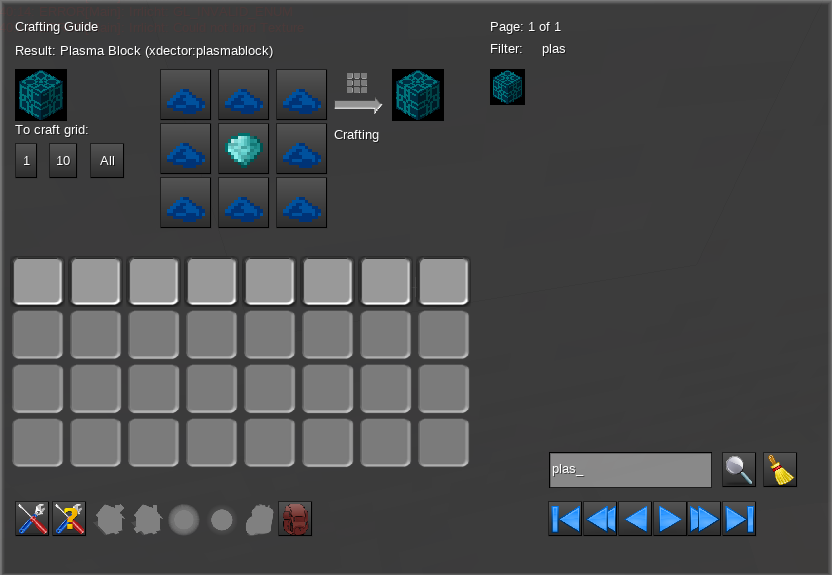 Crafting Guide
Result: Plasma Block (xdector:plasmablock)
To craft grid:
1
10
All
Crafting
Page: 1 of 1
Filter: plas
plas_